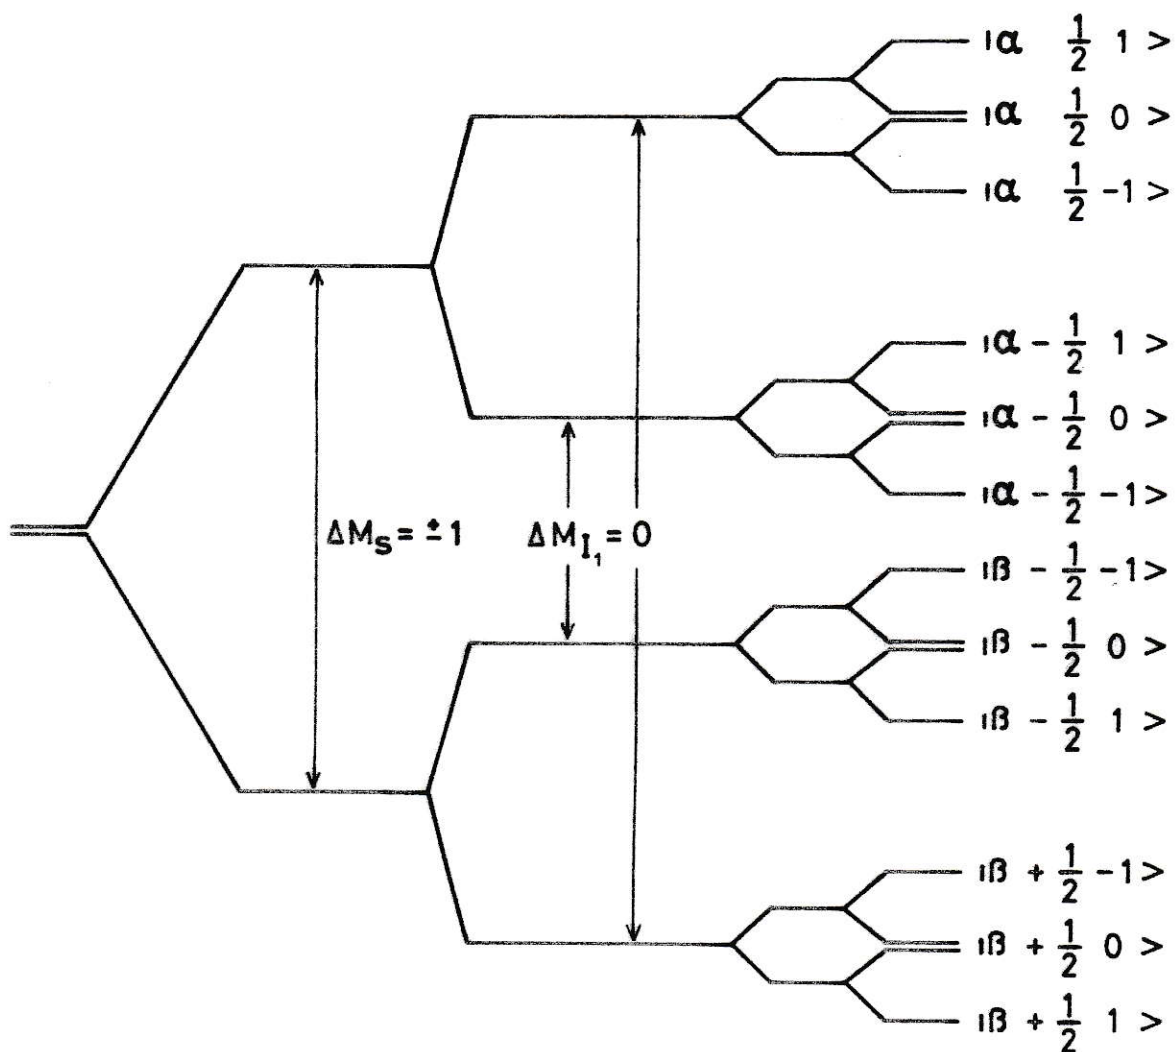 |α 1/2 1 >
|α 1/2 0 >
|α 1/2 -1 >
|α - 1/2 1 >
|α - 1/2 0 >
|α - 1/2 -1 >
ΔMS = ±1
ΔMI1 = 0
|β - 1/2 -1 >
|β - 1/2 0 >
|β - 1/2 1 >
|β + 1/2 -1 >
|β + 1/2 0 >
|β + 1/2 1 >